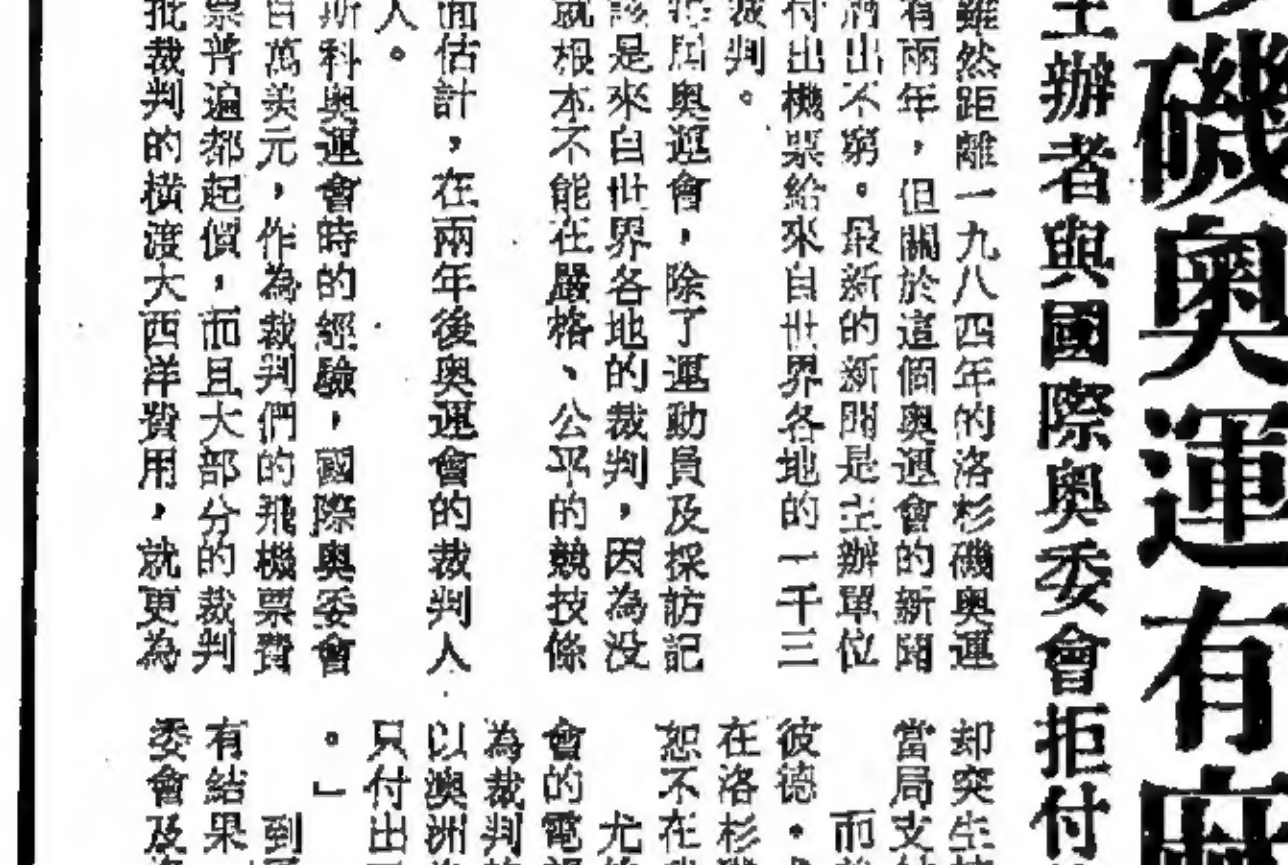 磯奧運有麻
主辦者與國際奧委會拒付
雖然距離一九八四年的洛杉磯奧運
有兩年，但關於這個奧運會的新聞
出不窮。最新的新聞是主辦單位
付出機票給來自世界各地的一千三
裁判。
屆奧運會，除了運動員及採訪記
該是來自世界各地的裁判，因為没
就根本不能在嚴格、公平的競技條
面估計，在兩年後奧運會的裁判人
人。
斯科奧運會時的經驗，國際奧委會
百萬美元，作為裁判們的飛機票費
票普遍都起價，而且大部分的裁判
批裁判的橫渡大西洋費用，就更為
却突生
當局支
而
彼德·
在洛杉磯
恕不在
尤
會的電視
為裁判
以澳洲
只付出
。」
到
有結果
委會及